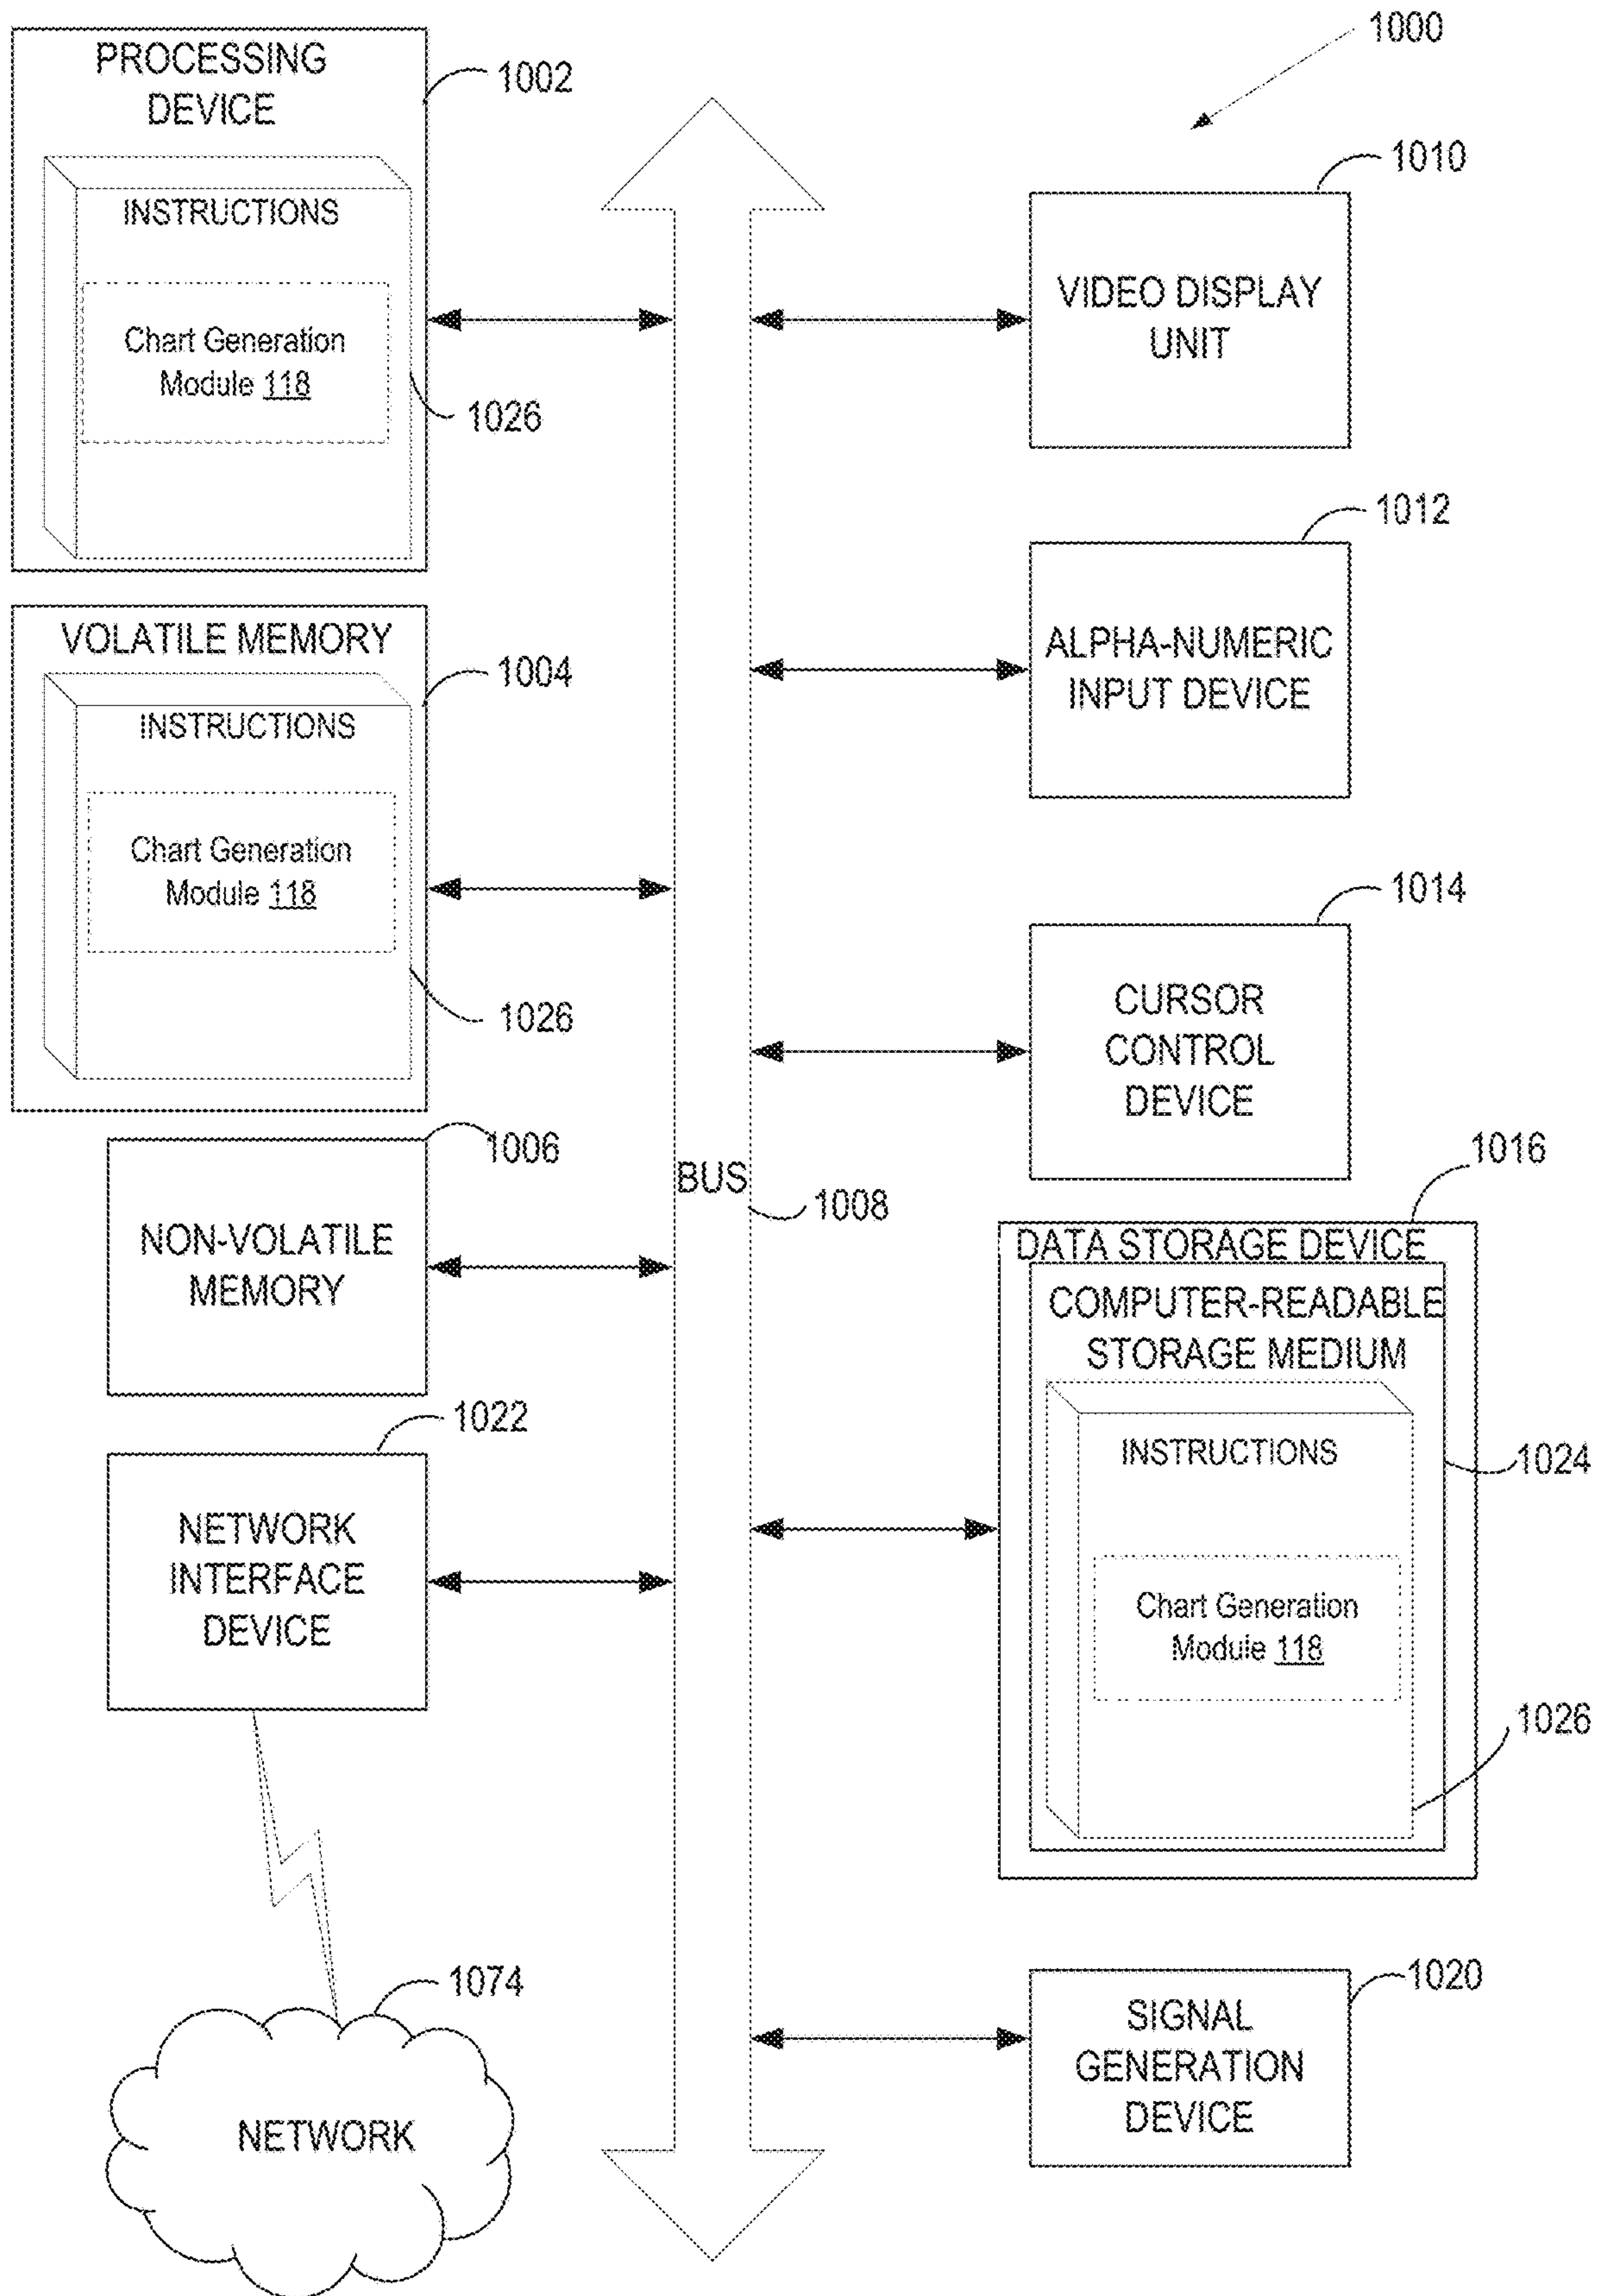 1000
PROCESSING
DEVICE
1002
INSTRUCTIONS
Chart Generation
Module 118
1026
VOLATILE MEMORY
1004
INSTRUCTIONS
Chart Generation
Module 118
1026
1006
NON-VOLATILE
MEMORY
1022
NETWORK
INTERFACE
DEVICE
1074
NETWORK
BUS
1008
1010
VIDEO DISPLAY
UNIT
1012
ALPHA-NUMERIC
INPUT DEVICE
1014
CURSOR
CONTROL
DEVICE
1016
DATA STORAGE DEVICE
COMPUTER-READABLE
STORAGE MEDIUM
INSTRUCTIONS
1024
Chart Generation
Module 118
1026
1020
SIGNAL
GENERATION
DEVICE